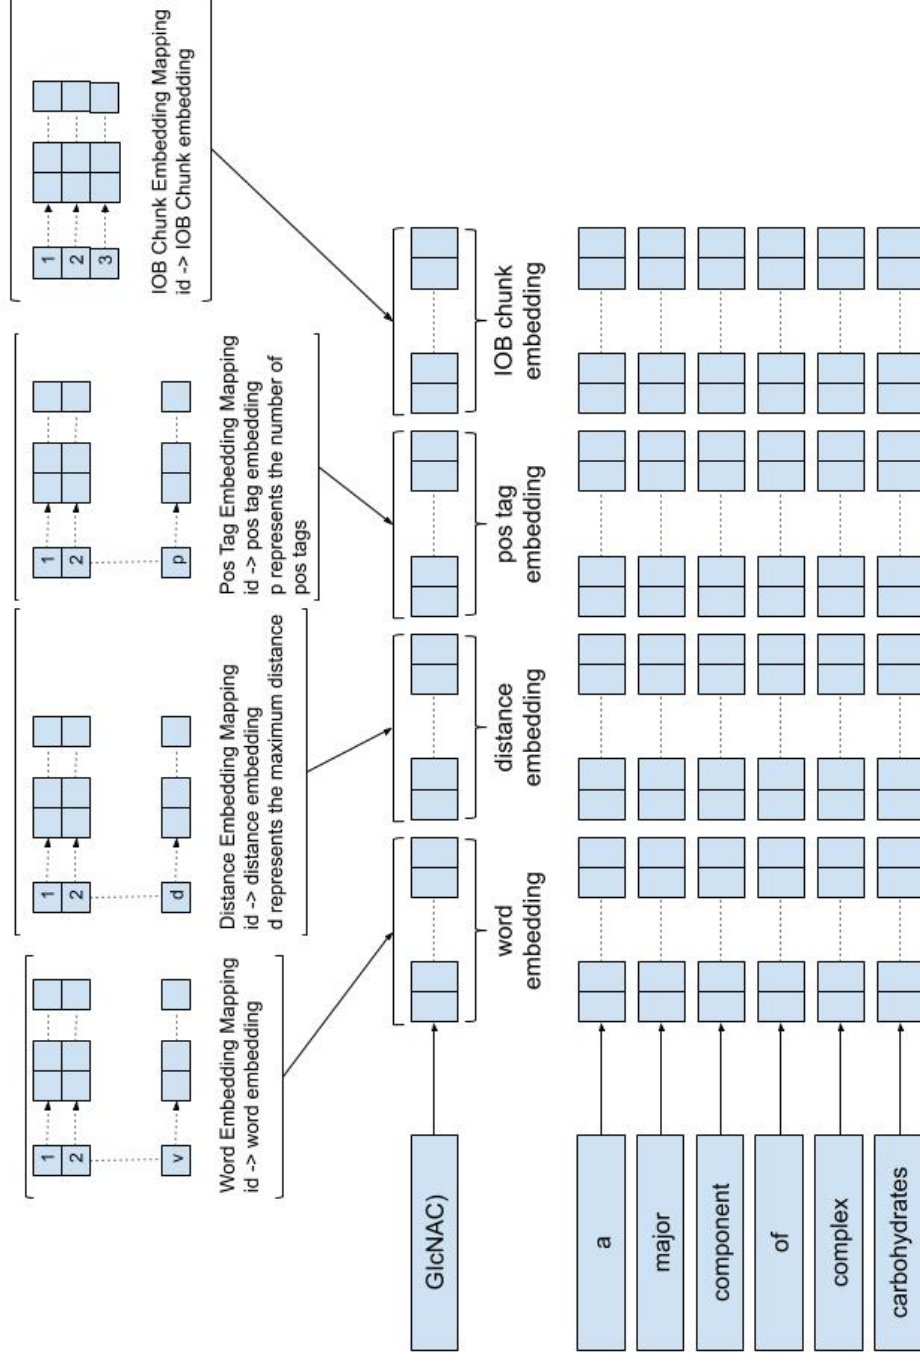 1
2
v
Word Embedding Mapping
id -> word embedding
1
2
d
Distance Embedding Mapping
id -> distance embedding
d represents the maximum distance
1
2
p
Pos Tag Embedding Mapping
id -> pos tag embedding
p represents the number of
pos tags
1
2
3
IOB Chunk Embedding Mapping
id -> IOB Chunk embedding
GlcNAC)
word
embedding
distance
embedding
pos tag
embedding
IOB chunk
embedding
a
major
component
of
complex
carbohydrates